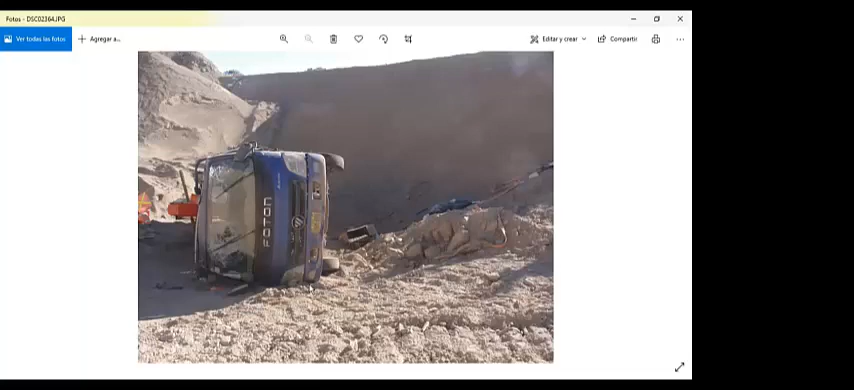 Fotos - DSC02364.JPG
Ver todas las fotos
Agregar a...
Editar y crear
Compartir
FOTON